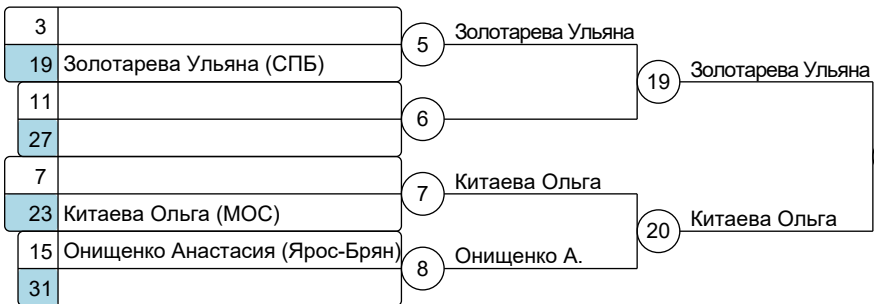 3
19 Золотарева Ульяна (СПБ)
5 Золотарева Ульяна
11
27
6
19 Золотарева Ульяна
7
23 Китаева Ольга (МОС)
7 Китаева Ольга
15 Онищенко Анастасия (Ярос-Брян)
31
8 Онищенко А.
20 Китаева Ольга